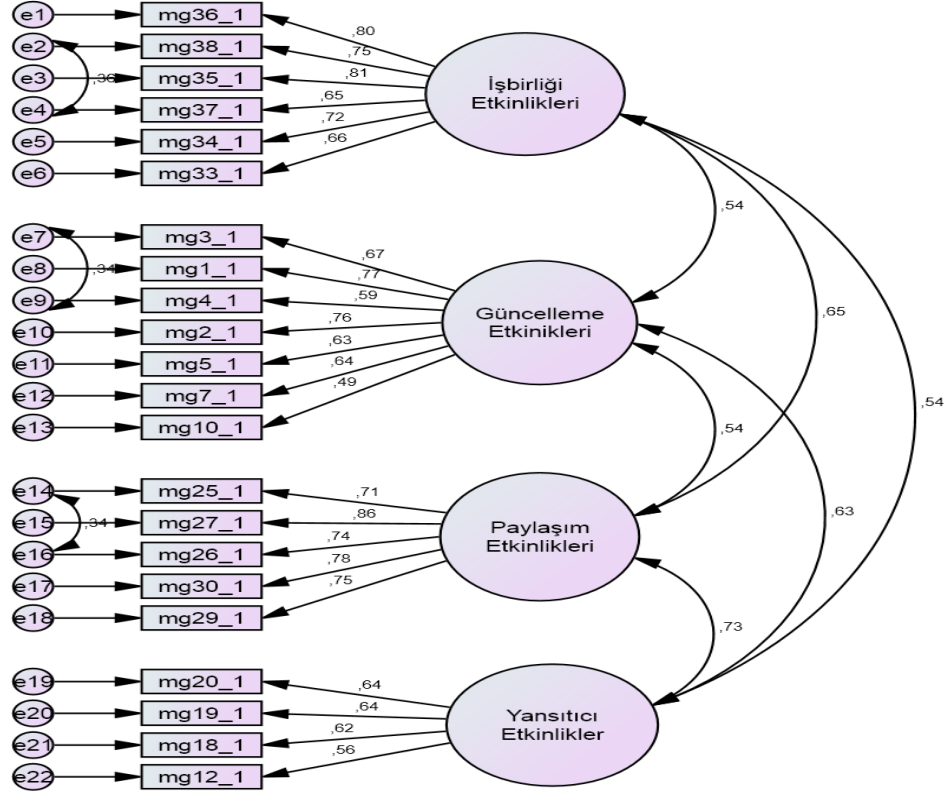 e1 mg36_1 ,80
e2 mg38_1 ,75
e3 mg35_1 ,81
e4 mg37_1 ,65
e5 mg34_1 ,72
e6 mg33_1 ,66
,36
İşbirliği
Etkinlikleri
e7 mg3_1 ,67
e8 mg1_1 ,77
e9 mg4_1 ,59
e10 mg2_1 ,76
e11 mg5_1 ,63
e12 mg7_1 ,64
e13 mg10_1 ,49
,34
Güncelleme
Etkinikleri
e14 mg25_1 ,71
e15 mg27_1 ,86
e16 mg26_1 ,74
e17 mg30_1 ,78
e18 mg29_1 ,75
,34
Paylaşım
Etkinlikleri
e19 mg20_1 ,64
e20 mg19_1 ,64
e21 mg18_1 ,62
e22 mg12_1 ,56
Yansıtıcı
Etkinlikler
,54
,65
,54
,54
,63
,73